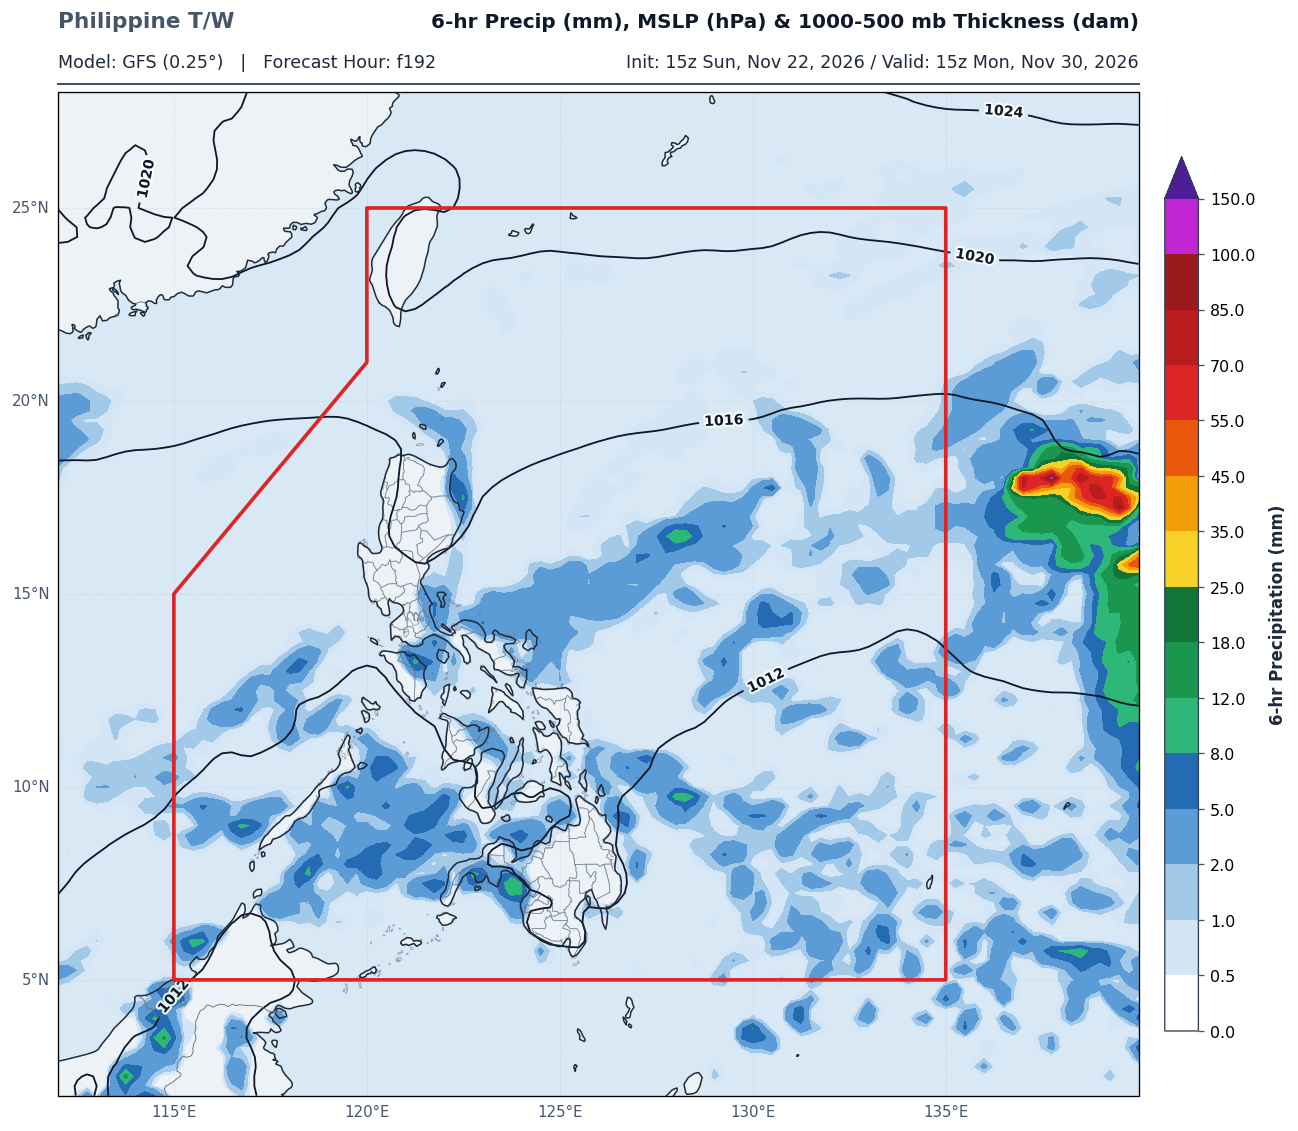 Philippine T/W
6-hr Precip (mm), MSLP (hPa) & 1000-500 mb Thickness (dam)
Model: GFS (0.25°) | Forecast Hour: f192
Init: 15z Sun, Nov 22, 2026 / Valid: 15z Mon, Nov 30, 2026
1024
1020
1020
1016
1012
1012
25°N
20°N
15°N
10°N
5°N
115°E
120°E
125°E
130°E
135°E
150.0
100.0
85.0
70.0
55.0
45.0
35.0
25.0
18.0
12.0
8.0
5.0
2.0
1.0
0.5
0.0
6-hr Precipitation (mm)